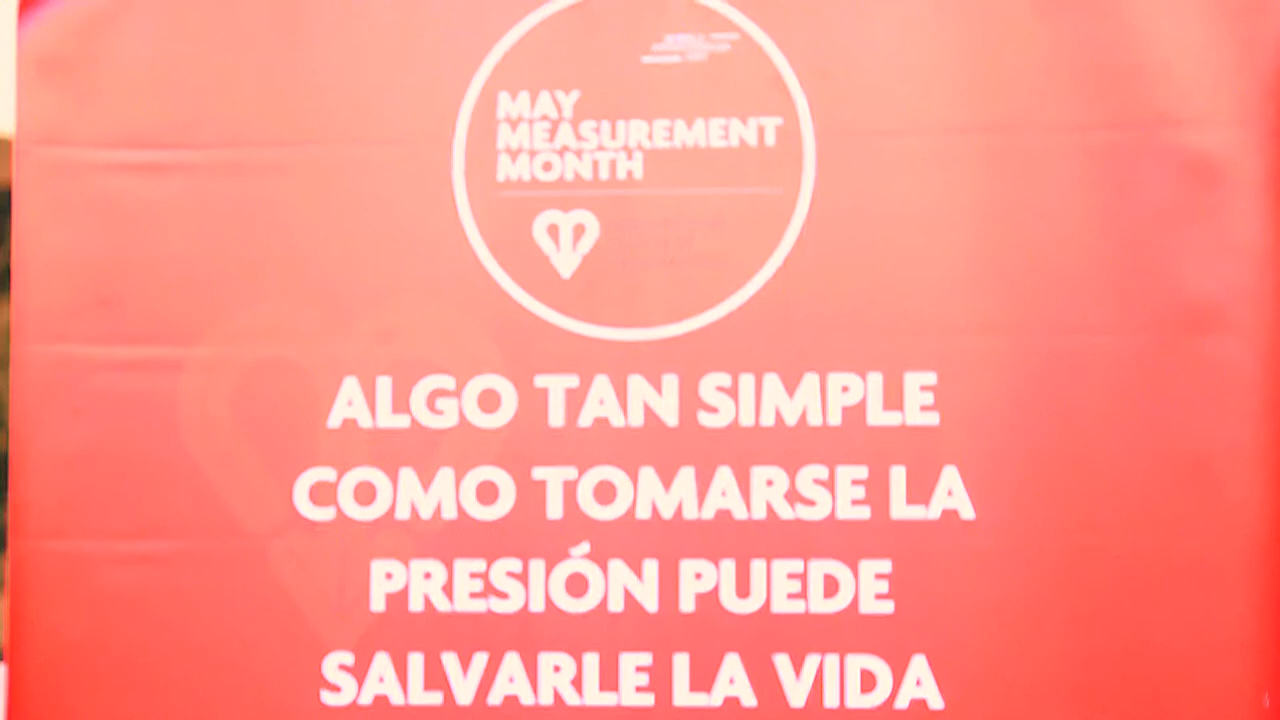 MAY
MEASUREMENT
MONTH
ALGO TAN SIMPLE
COMO TOMARSE LA
PRESIÓN PUEDE
SALVARLE LA VIDA